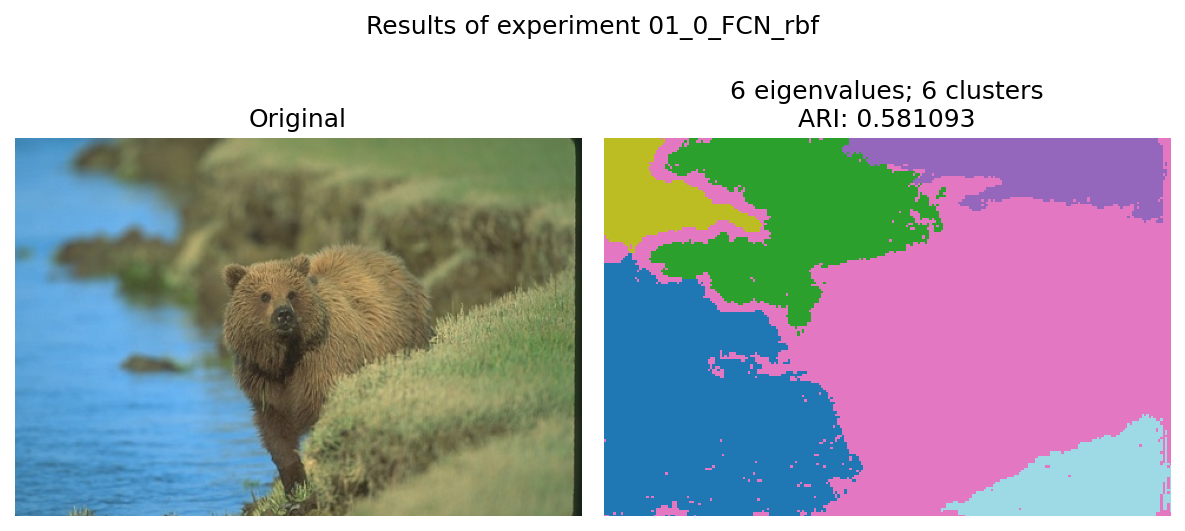 Results of experiment 01_0_FCN_rbf
Original
6 eigenvalues; 6 clusters
ARI: 0.581093